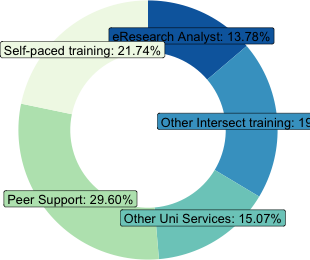 eResearch Analyst: 13.78%
Self-paced training: 21.74%
Other Intersect training: 19
Peer Support: 29.60%
Other Uni Services: 15.07%